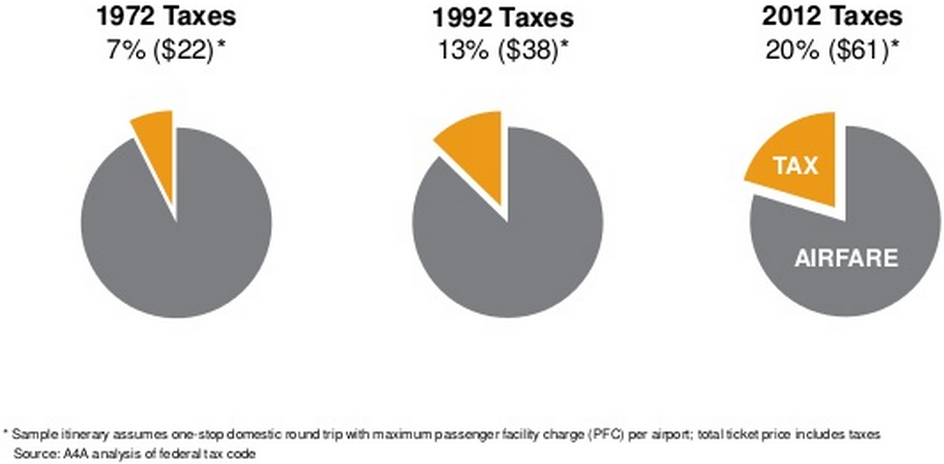 1972 Taxes
7% ($22)*
1992 Taxes
13% ($38)*
2012 Taxes
20% ($61)*
TAX
AIRFARE
* Sample itinerary assumes one-stop domestic round trip with maximum passenger facility charge (PFC) per airport; total ticket price includes taxes
Source: A4A analysis of federal tax code